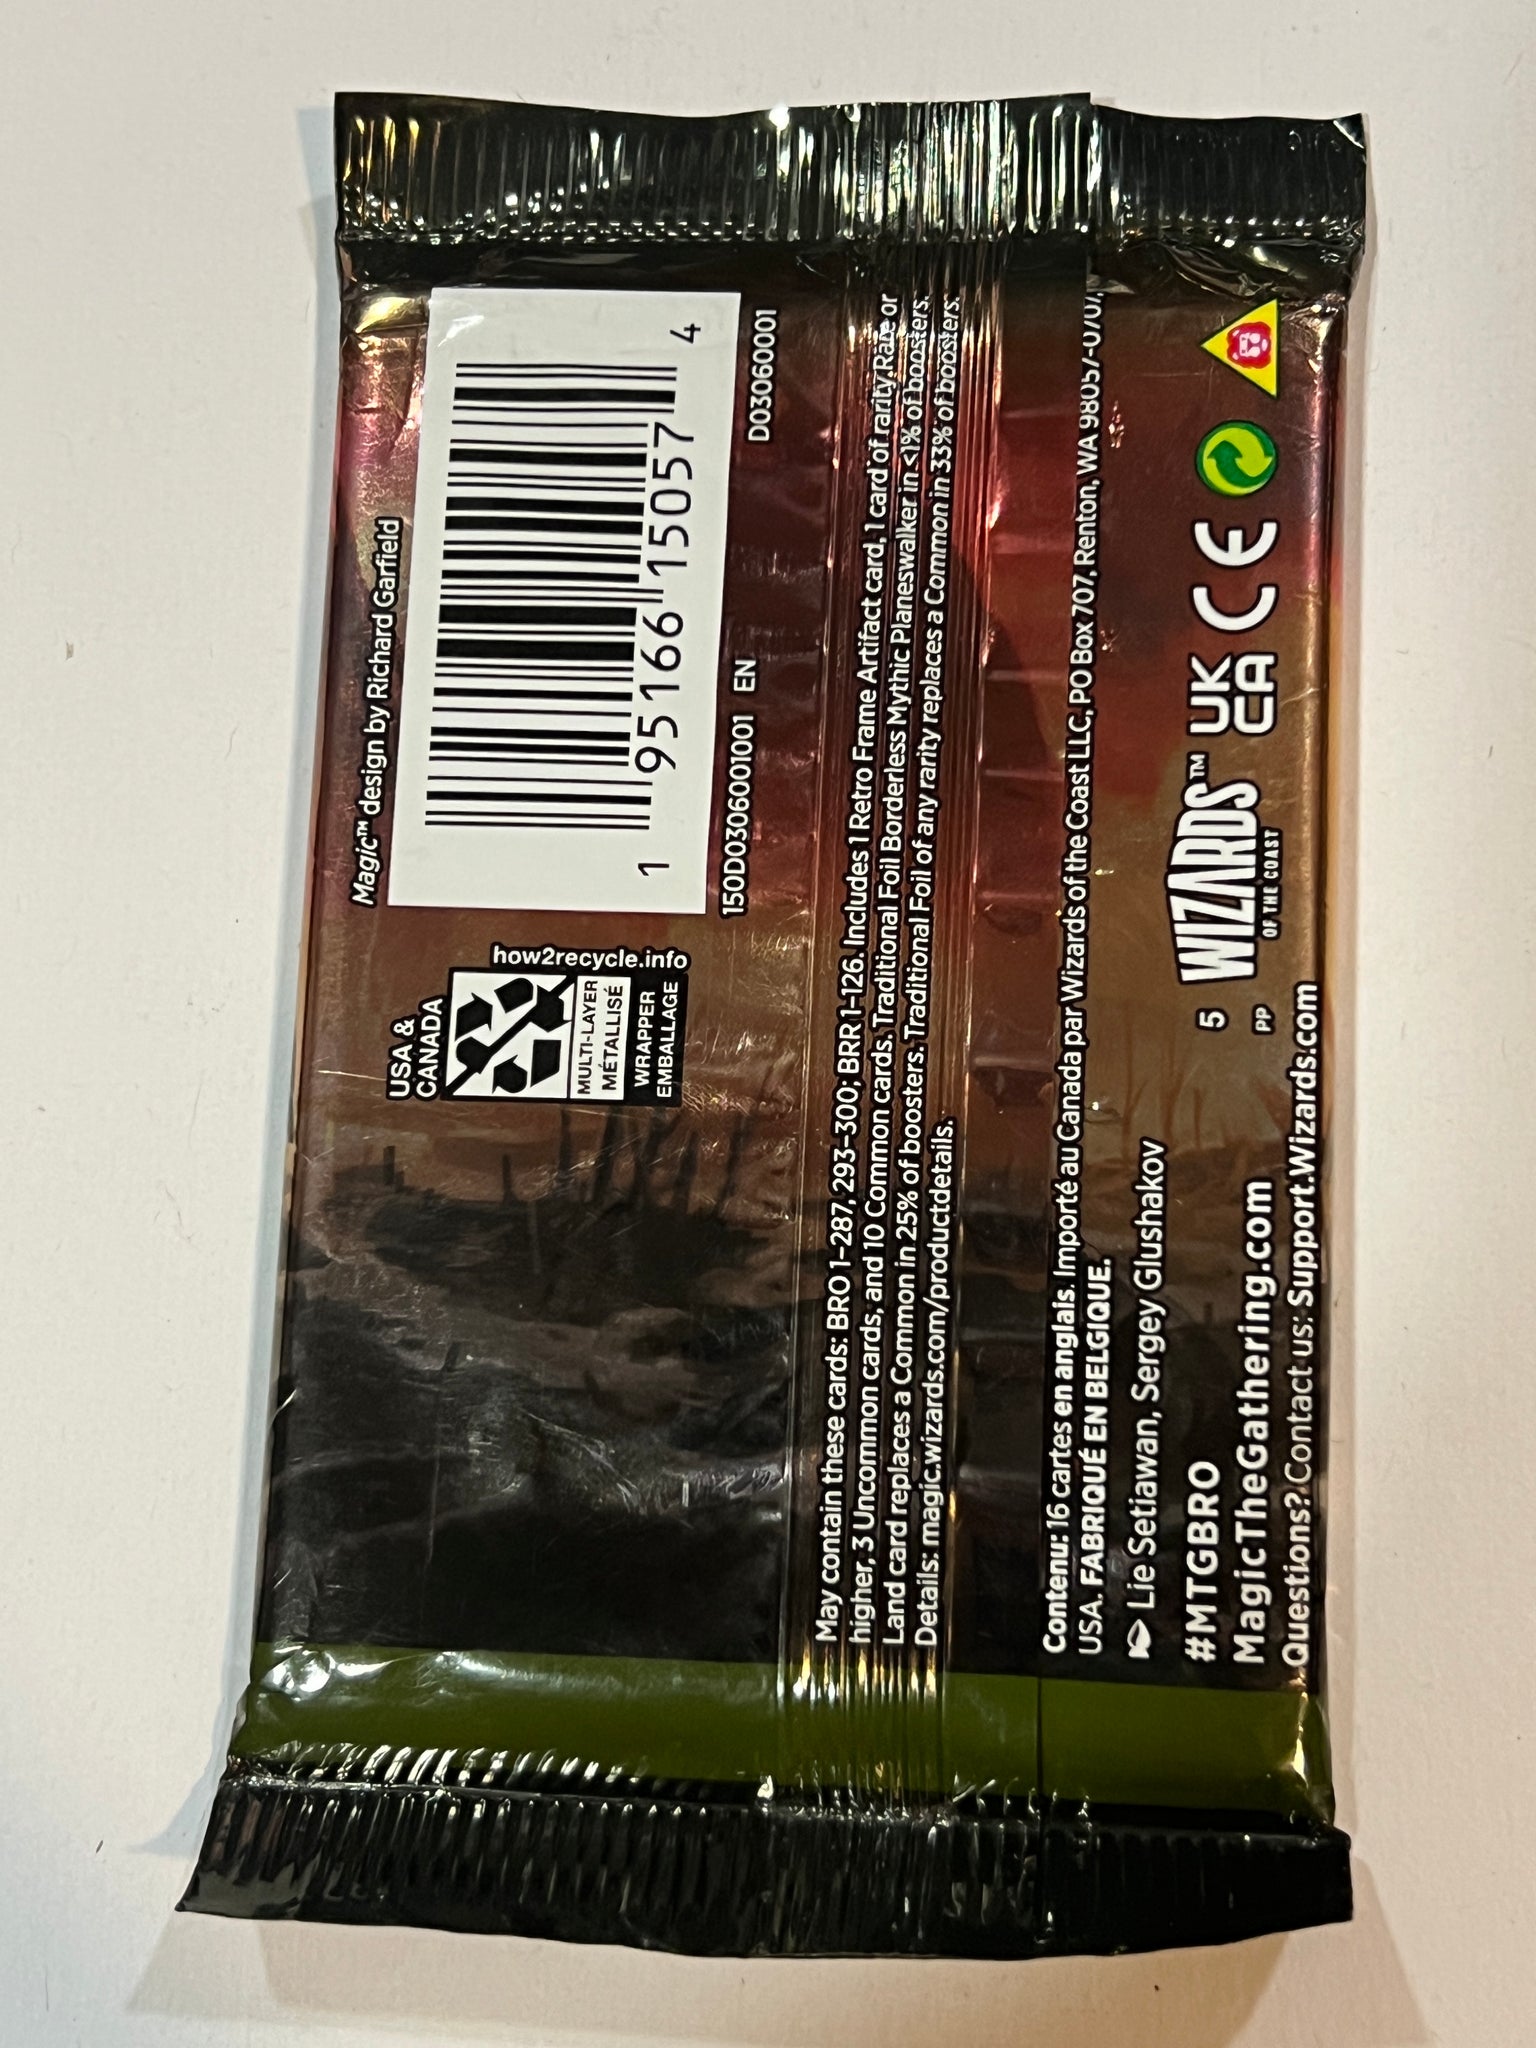 Magic™ design by Richard Garfield
1 95166 15057 4
150D0306001001 EN D03060001
USA &
CANADA
how2recycle.info
MULTI-LAYER
MÉTALLISÉ
WRAPPER
EMBALLAGE
May contain these cards: BRO 1–287, 293–300; BRR 1–126. Includes 1 Retro Frame Artifact card, 1 card of rarity Rare or
higher, 3 Uncommon cards, and 10 Common cards. Traditional Foil Borderless Mythic Planeswalker in <1% of boosters.
Land card replaces a Common in 25% of boosters. Traditional Foil of any rarity replaces a Common in 33% of boosters.
Details: magic.wizards.com/productdetails.
Contenu: 16 cartes en anglais. Importé au Canada par Wizards of the Coast LLC, PO Box 707, Renton, WA 98057-0707,
USA. FABRIQUÉ EN BELGIQUE.
Lie Setiawan, Sergey Glushakov
#MTGBRO
MagicTheGathering.com
Questions? Contact us: Support.Wizards.com
5
PP
WIZARDS™
OF THE COAST
UK
CA
CE